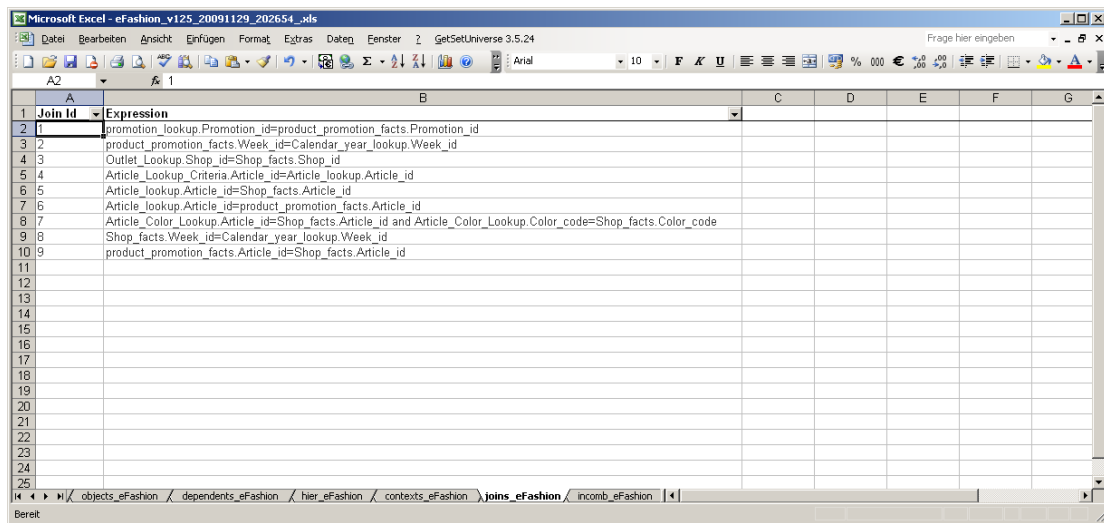 Microsoft Excel - eFashion_v125_20091129_202654_.xls
Datei Bearbeiten Ansicht Einfügen Format Extras Daten Fenster ? GetSetUniverse 3.5.24 Frage hier eingeben
Arial 10 F K U % 000 €
A2 fx 1
A B C D E F G
1 Join Id Expression
2 1 promotion_lookup.Promotion_id=product_promotion_facts.Promotion_id
3 2 product_promotion_facts.Week_id=Calendar_year_lookup.Week_id
4 3 Outlet_Lookup.Shop_id=Shop_facts.Shop_id
5 4 Article_Lookup_Criteria.Article_id=Article_lookup.Article_id
6 5 Article_lookup.Article_id=Shop_facts.Article_id
7 6 Article_lookup.Article_id=product_promotion_facts.Article_id
8 7 Article_Color_Lookup.Article_id=Shop_facts.Article_id and Article_Color_Lookup.Color_code=Shop_facts.Color_code
9 8 Shop_facts.Week_id=Calendar_year_lookup.Week_id
10 9 product_promotion_facts.Article_id=Shop_facts.Article_id
11
12
13
14
15
16
17
18
19
20
21
22
23
24
25
objects_eFashion dependents_eFashion hier_eFashion contexts_eFashion joins_eFashion incomb_eFashion
Bereit